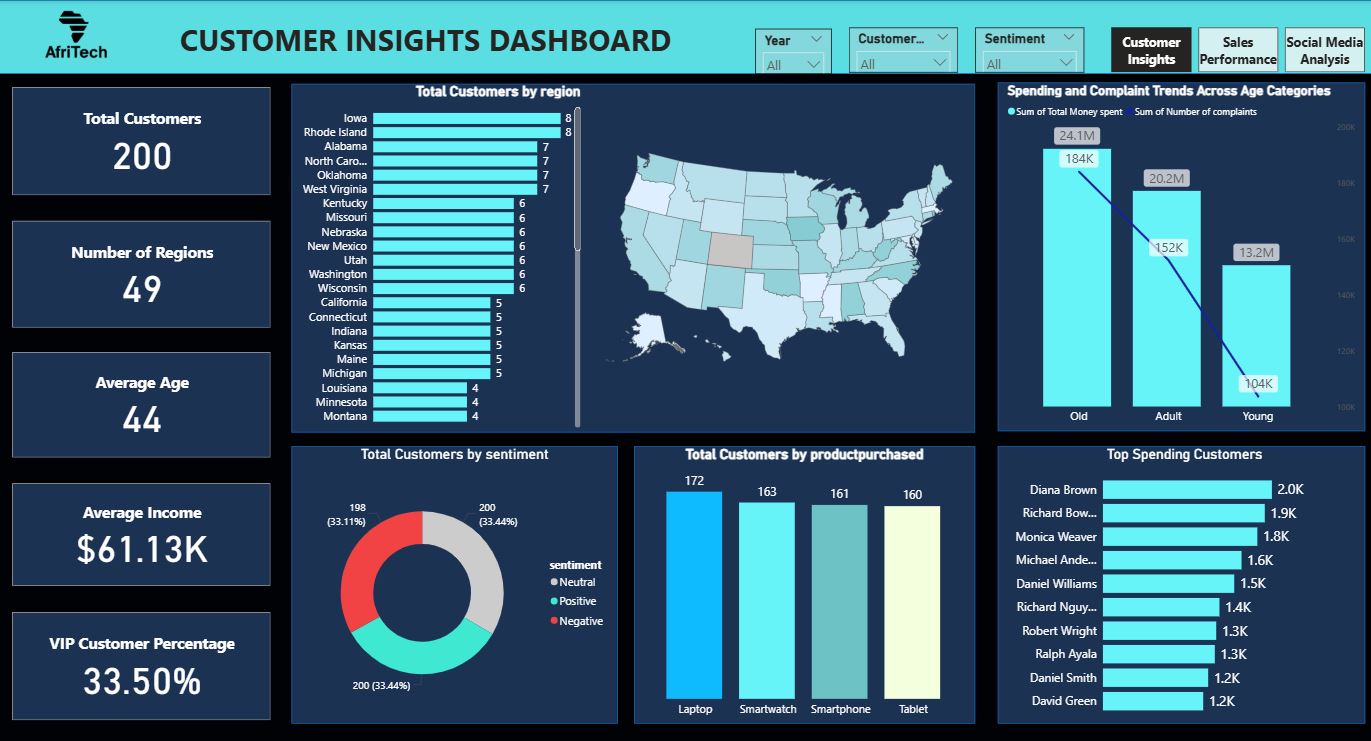 AfriTech
CUSTOMER INSIGHTS DASHBOARD
Year
All
Customer...
All
Sentiment
All
Customer
Insights
Sales
Performance
Social Media
Analysis
Total Customers
200
Number of Regions
49
Average Age
44
Average Income
$61.13K
VIP Customer Percentage
33.50%
Total Customers by region
Iowa 8
Rhode Island 8
Alabama 7
North Caro... 7
Oklahoma 7
West Virginia 7
Kentucky 6
Missouri 6
Nebraska 6
New Mexico 6
Utah 6
Washington 6
Wisconsin 6
California 5
Connecticut 5
Indiana 5
Kansas 5
Maine 5
Michigan 5
Louisiana 4
Minnesota 4
Montana 4
Spending and Complaint Trends Across Age Categories
Sum of Total Money spent Sum of Number of complaints
24.1M
184K
20.2M
152K
13.2M
104K
200K
180K
160K
140K
120K
100K
Old Adult Young
Total Customers by sentiment
198
(33.11%)
200
(33.44%)
200 (33.44%)
sentiment
Neutral
Positive
Negative
Total Customers by productpurchased
172 163 161 160
Laptop Smartwatch Smartphone Tablet
Top Spending Customers
Diana Brown 2.0K
Richard Bow... 1.9K
Monica Weaver 1.8K
Michael Ande... 1.6K
Daniel Williams 1.5K
Richard Nguy... 1.4K
Robert Wright 1.3K
Ralph Ayala 1.3K
Daniel Smith 1.2K
David Green 1.2K